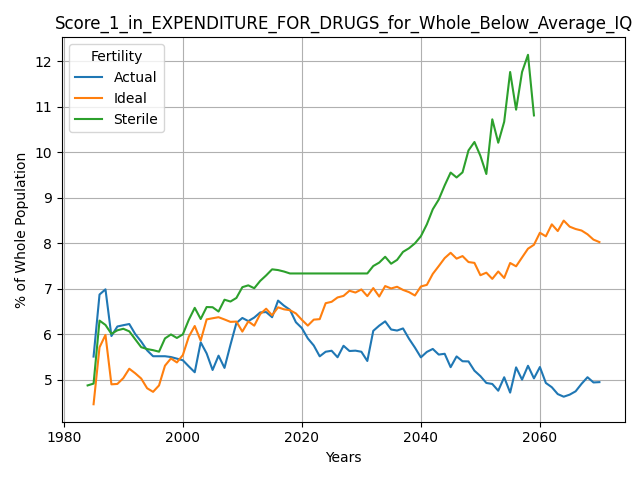 Score_1_in_EXPENDITURE_FOR_DRUGS_for_Whole_Below_Average_IQ
Fertility
Actual
Ideal
Sterile
% of Whole Population
12
11
10
9
8
7
6
5
1980
2000
2020
2040
2060
Years